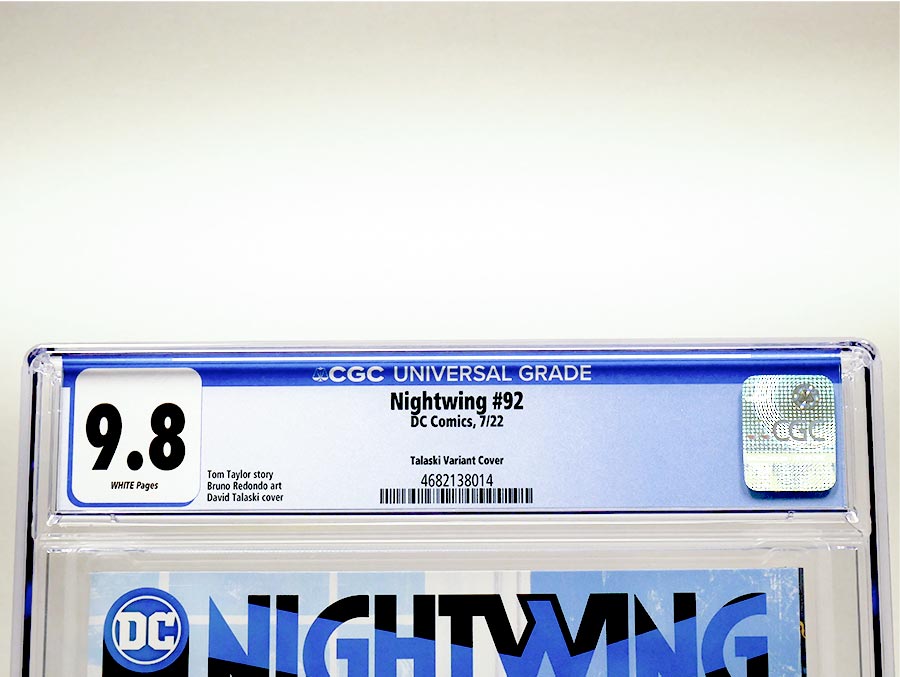 CGC UNIVERSAL GRADE
9.8
WHITE Pages
Nightwing #92
DC Comics, 7/22
Talaski Variant Cover
4682138014
Tom Taylor story
Bruno Redondo art
David Talaski cover
CGC
DC
NIGHTWING